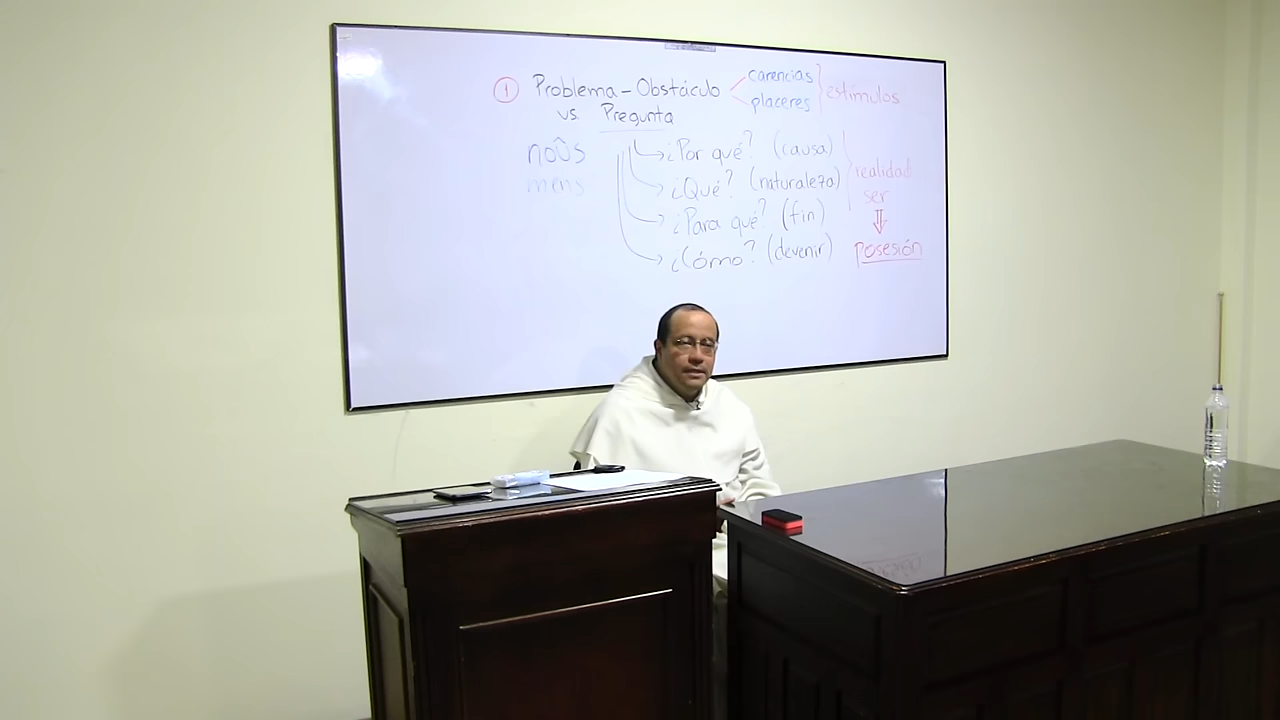 ① Problema - Obstáculo carencias
placeres estímulos
vs. Pregunta
noûs ¿Por qué? (causa)
mens ¿Qué? (naturaleza) realidad
ser
¿Para qué? (fin)
¿Cómo? (devenir) posesión